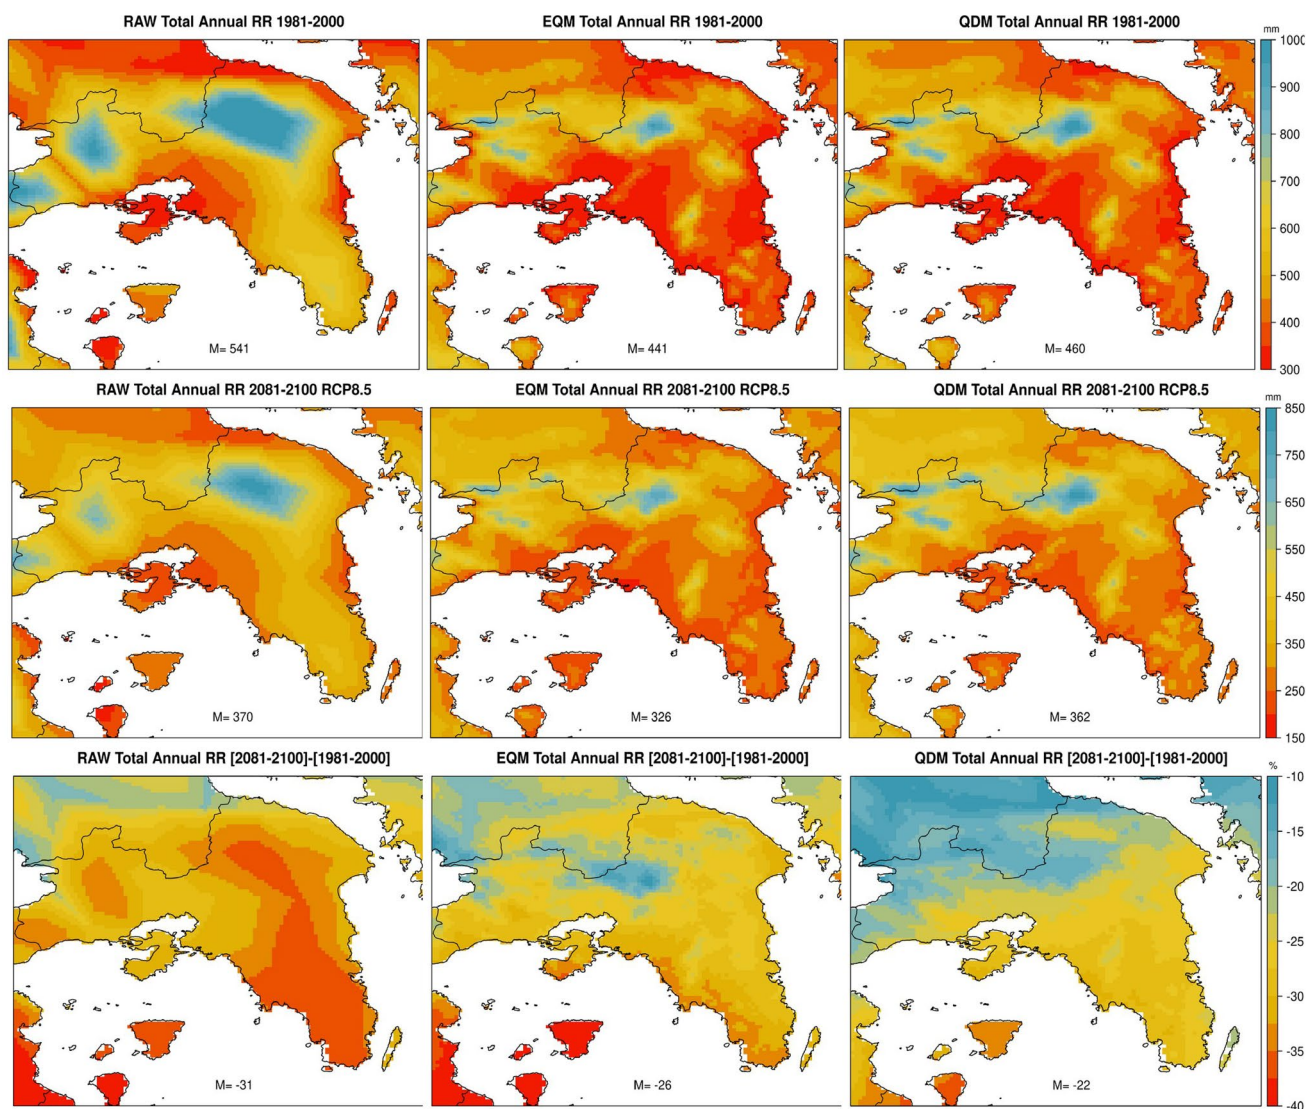 RAW Total Annual RR 1981-2000
EQM Total Annual RR 1981-2000
QDM Total Annual RR 1981-2000
mm
1000
900
800
700
600
500
400
300
M= 541
M= 441
M= 460
RAW Total Annual RR 2081-2100 RCP8.5
EQM Total Annual RR 2081-2100 RCP8.5
QDM Total Annual RR 2081-2100 RCP8.5
mm
850
750
650
550
450
350
250
150
M= 370
M= 326
M= 362
RAW Total Annual RR [2081-2100]-[1981-2000]
EQM Total Annual RR [2081-2100]-[1981-2000]
QDM Total Annual RR [2081-2100]-[1981-2000]
%
-10
-15
-20
-25
-30
-35
-40
M= -31
M= -26
M= -22